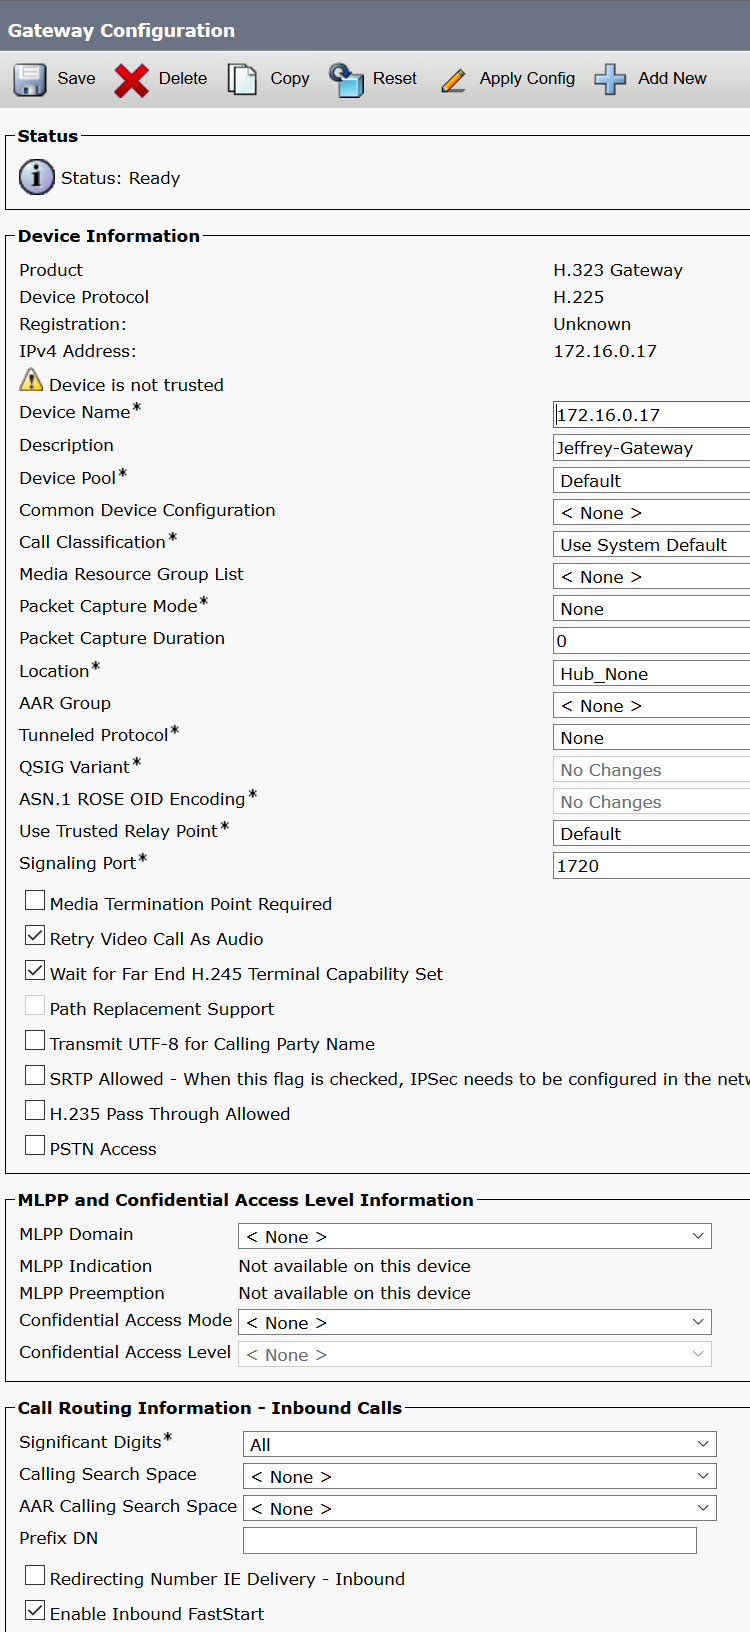 Gateway Configuration
Save Delete Copy Reset Apply Config Add New
Status
Status: Ready
Device Information
Product H.323 Gateway
Device Protocol H.225
Registration: Unknown
IPv4 Address: 172.16.0.17
Device is not trusted
Device Name* 172.16.0.17
Description Jeffrey-Gateway
Device Pool* Default
Common Device Configuration < None >
Call Classification* Use System Default
Media Resource Group List < None >
Packet Capture Mode* None
Packet Capture Duration 0
Location* Hub_None
AAR Group < None >
Tunneled Protocol* None
QSIG Variant* No Changes
ASN.1 ROSE OID Encoding* No Changes
Use Trusted Relay Point* Default
Signaling Port* 1720
Media Termination Point Required
Retry Video Call As Audio
Wait for Far End H.245 Terminal Capability Set
Path Replacement Support
Transmit UTF-8 for Calling Party Name
SRTP Allowed - When this flag is checked, IPSec needs to be configured in the
H.235 Pass Through Allowed
PSTN Access
MLPP and Confidential Access Level Information
MLPP Domain < None >
MLPP Indication Not available on this device
MLPP Preemption Not available on this device
Confidential Access Mode < None >
Confidential Access Level < None >
Call Routing Information - Inbound Calls
Significant Digits* All
Calling Search Space < None >
AAR Calling Search Space < None >
Prefix DN
Redirecting Number IE Delivery - Inbound
Enable Inbound FastStart